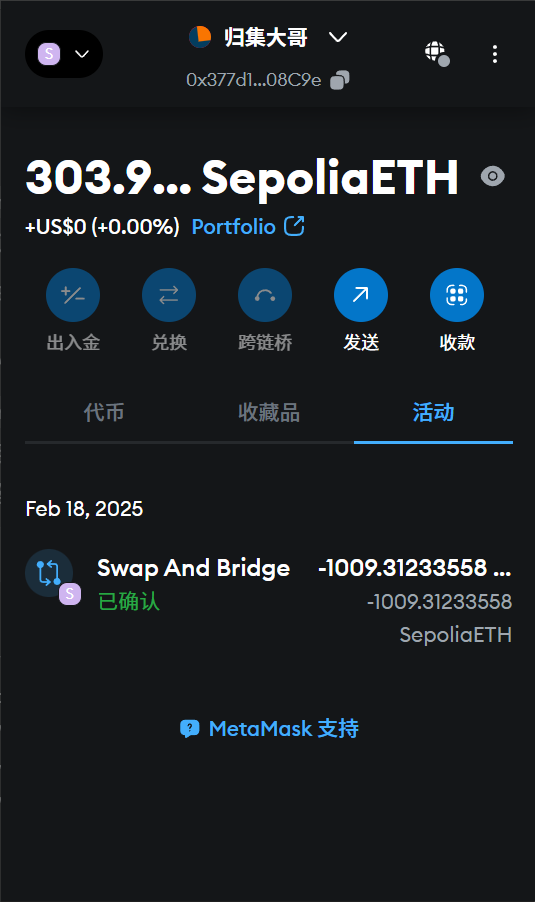 S
归集大哥
0x377d1...08C9e
303.9... SepoliaETH
+US$0 (+0.00%) Portfolio
出入金 兑换 跨链桥 发送 收款
代币 收藏品 活动
Feb 18, 2025
Swap And Bridge -1009.31233558 ...
S
已确认 -1009.31233558
SepoliaETH
MetaMask 支持